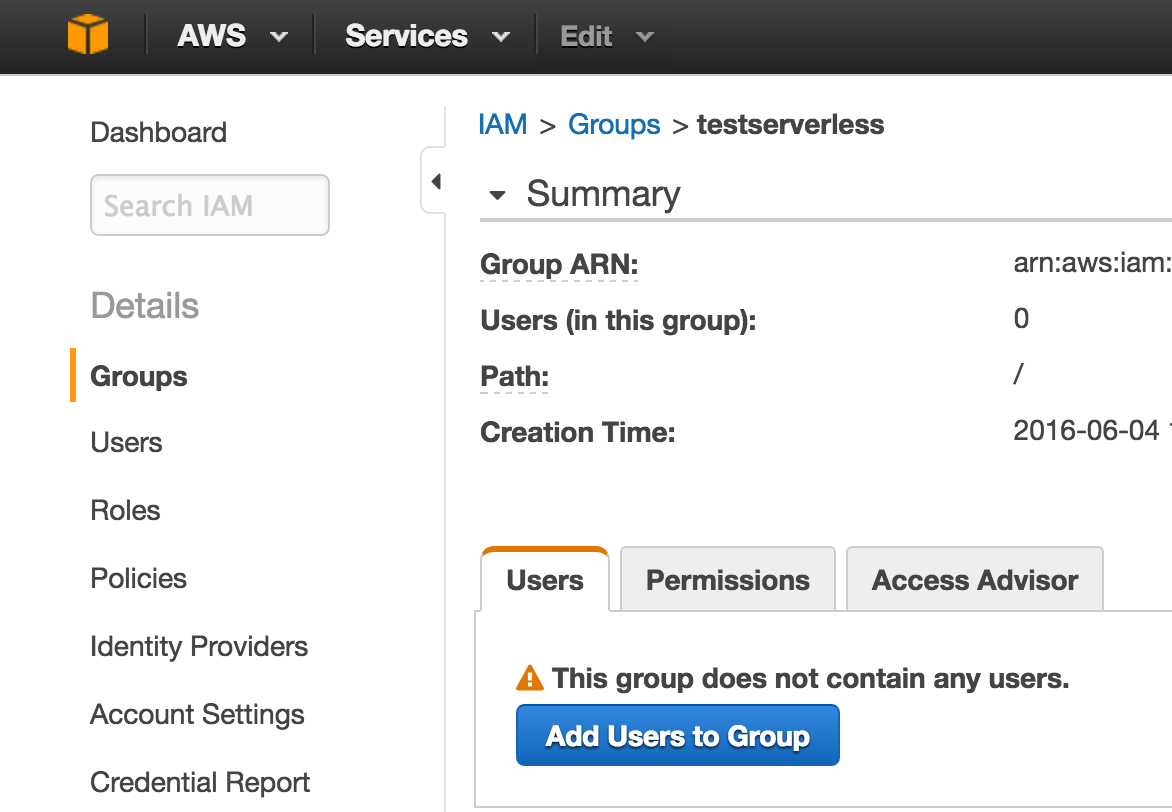 AWS Services Edit
Dashboard
Search IAM
Details
Groups
Users
Roles
Policies
Identity Providers
Account Settings
Credential Report
IAM > Groups > testserverless
Summary
Group ARN: arn:aws:iam:
Users (in this group): 0
Path: /
Creation Time: 2016-06-04
Users Permissions Access Advisor
This group does not contain any users.
Add Users to Group